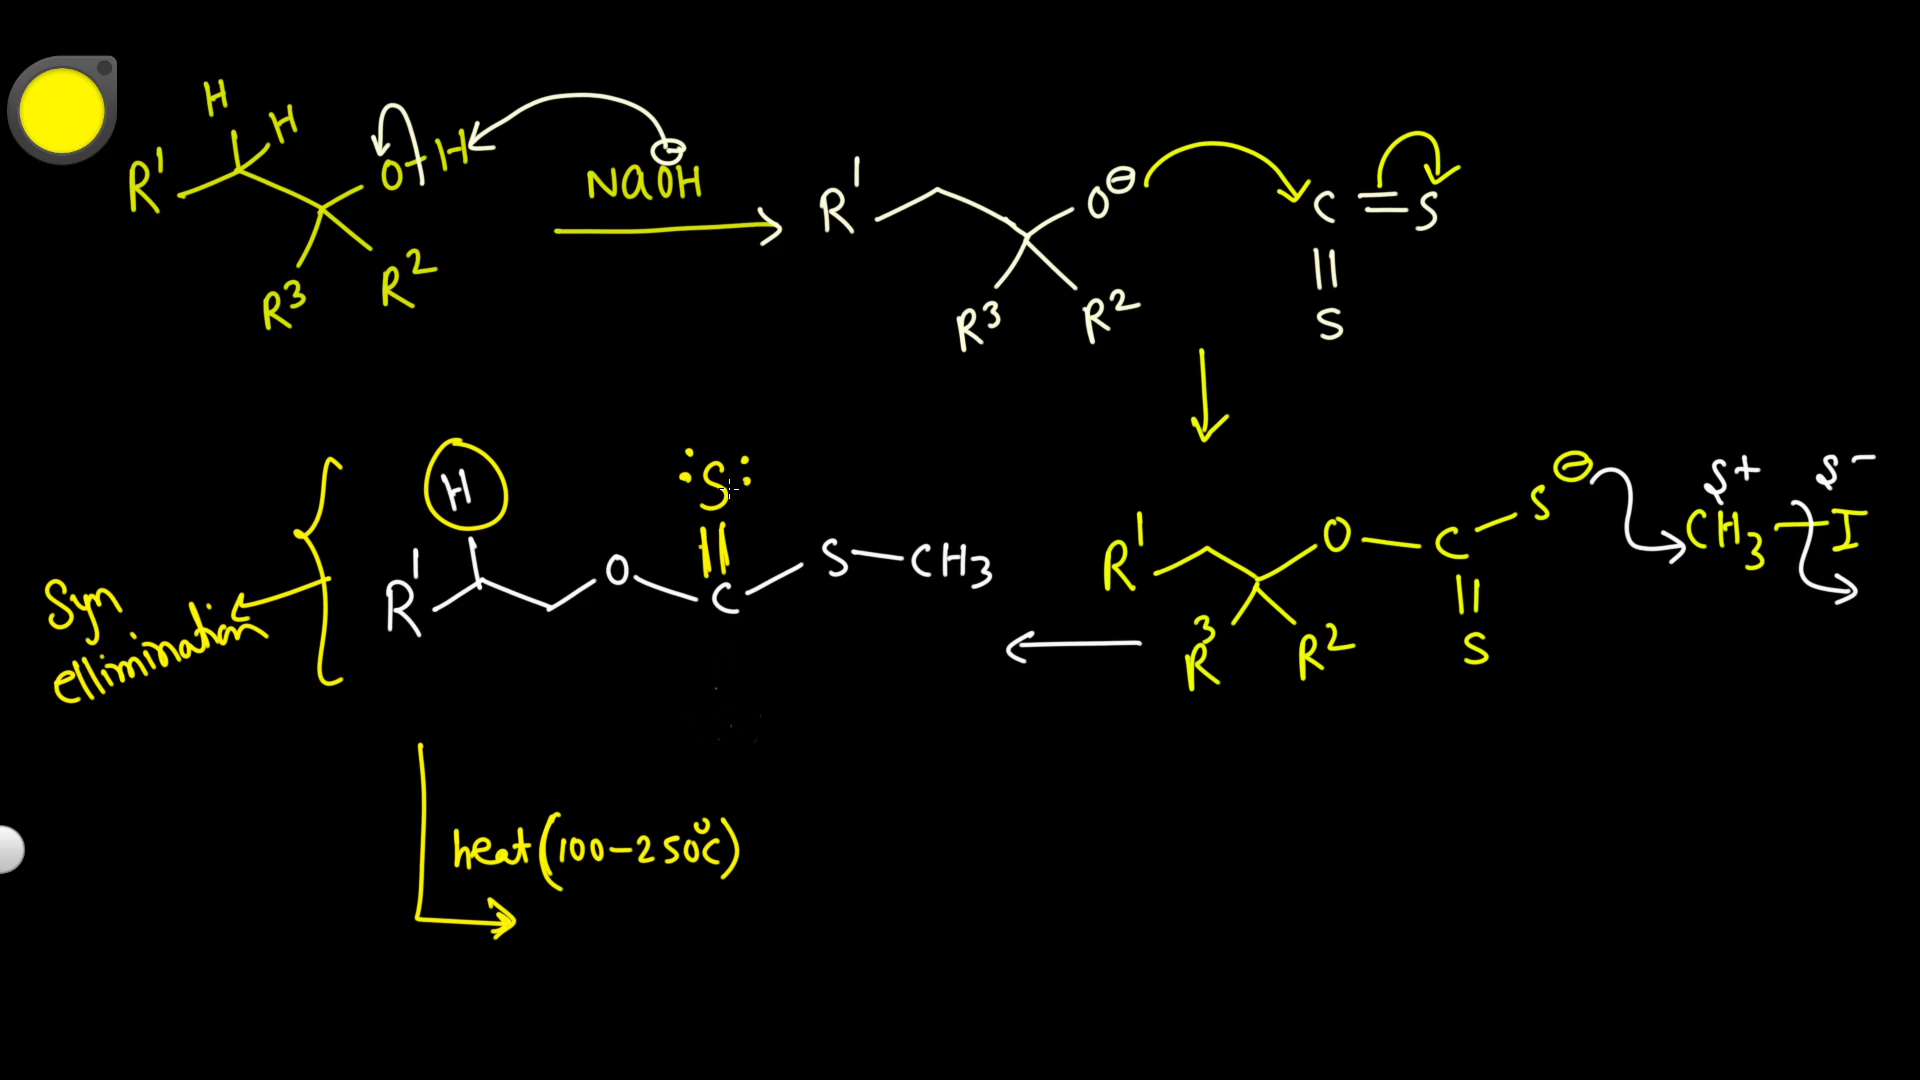 H
H
R' O H NaOH
R³ R²
R' O⊖ C = S
||
R³ R² S
H :S:
||
R' O C S—CH3
Syn
ellimination
R' O—C S⊖ CH3—I
S+ S-
||
R³ R² S
heat (100-250°C)